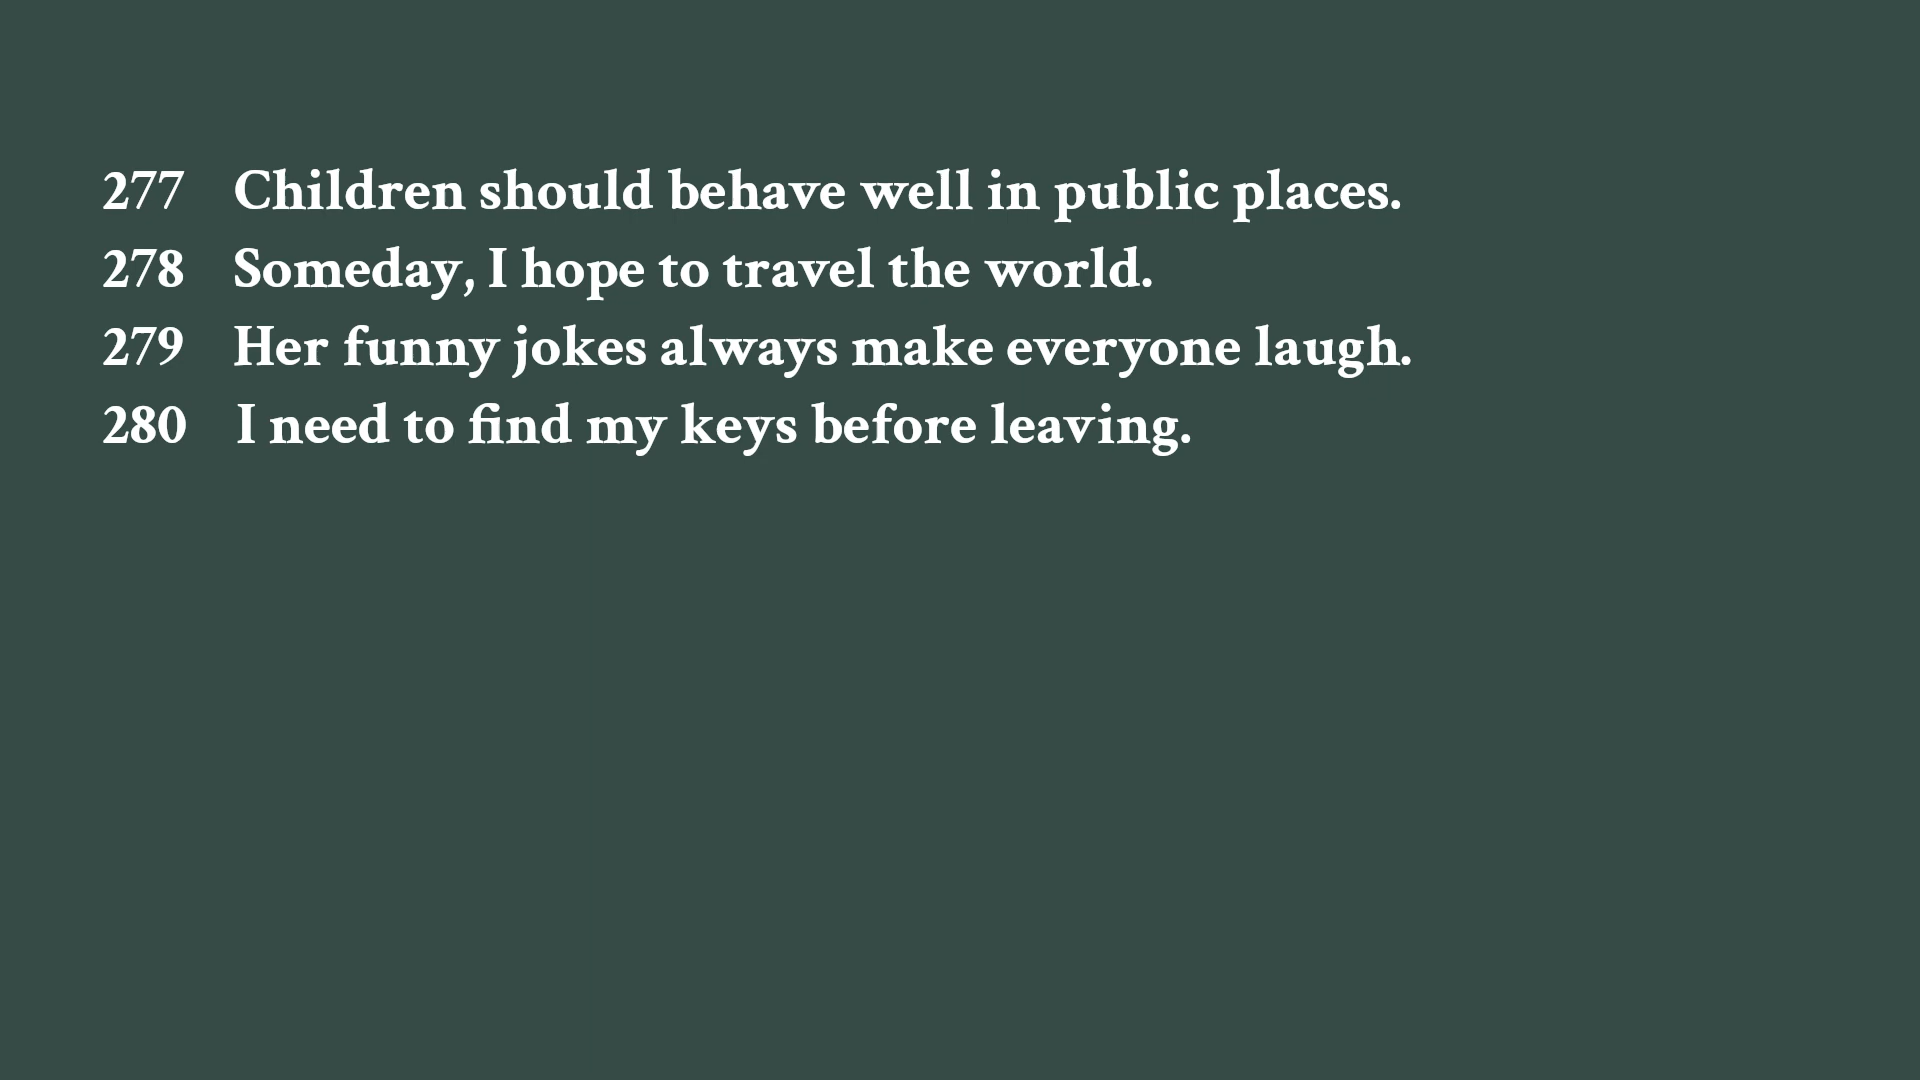 277 Children should behave well in public places.
278 Someday, I hope to travel the world.
279 Her funny jokes always make everyone laugh.
280 I need to find my keys before leaving.